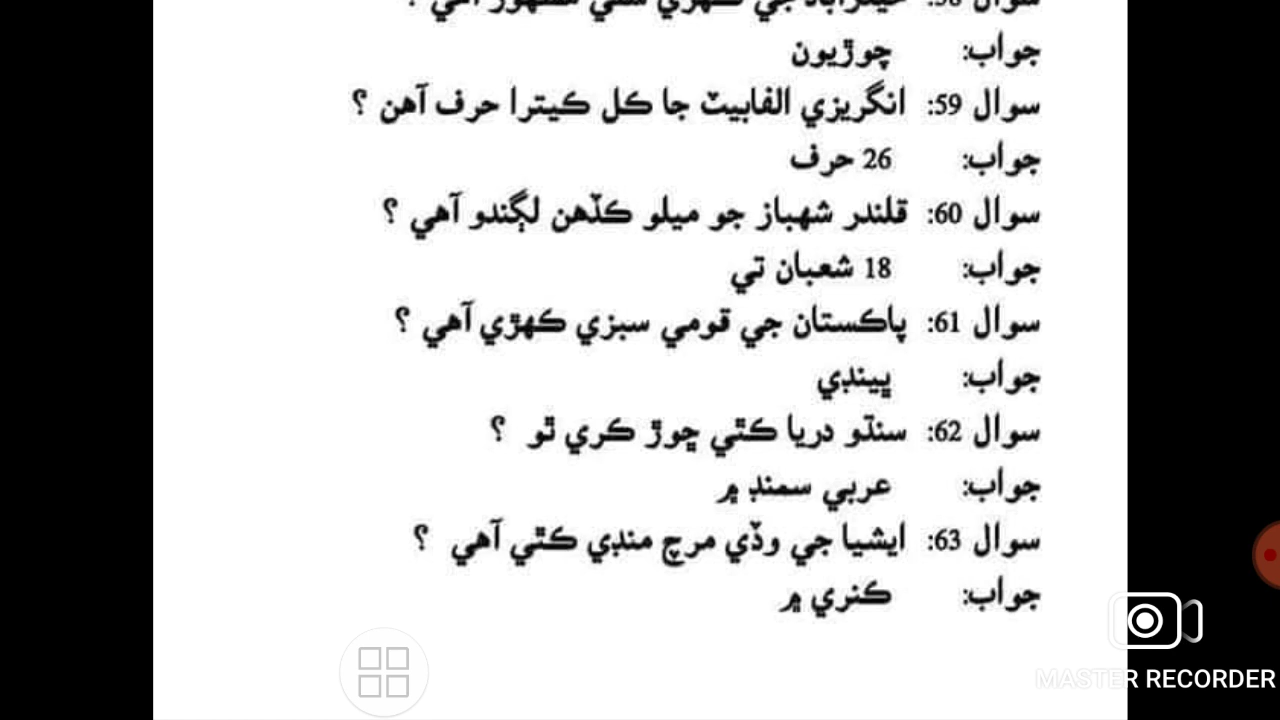 جواب: چوڙيون
سوال 59: انگريزي الفابيٽ جا ڪل ڪيترا حرف آهن ؟
جواب: 26 حرف
سوال 60: قلندر شهباز جو ميلو ڪڏهن لڳندو آهي ؟
جواب: 18 شعبان تي
سوال 61: پاڪستان جي قومي سبزي ڪهڙي آهي ؟
جواب: ڀينڊي
سوال 62: سنڌو دريا ڪٿي ڇوڙ ڪري ٿو ؟
جواب: عربي سمنڊ ۾
سوال 63: ايشيا جي وڏي مرچ منڊي ڪٿي آهي ؟
جواب: ڪنري ۾
MASTER RECORDER